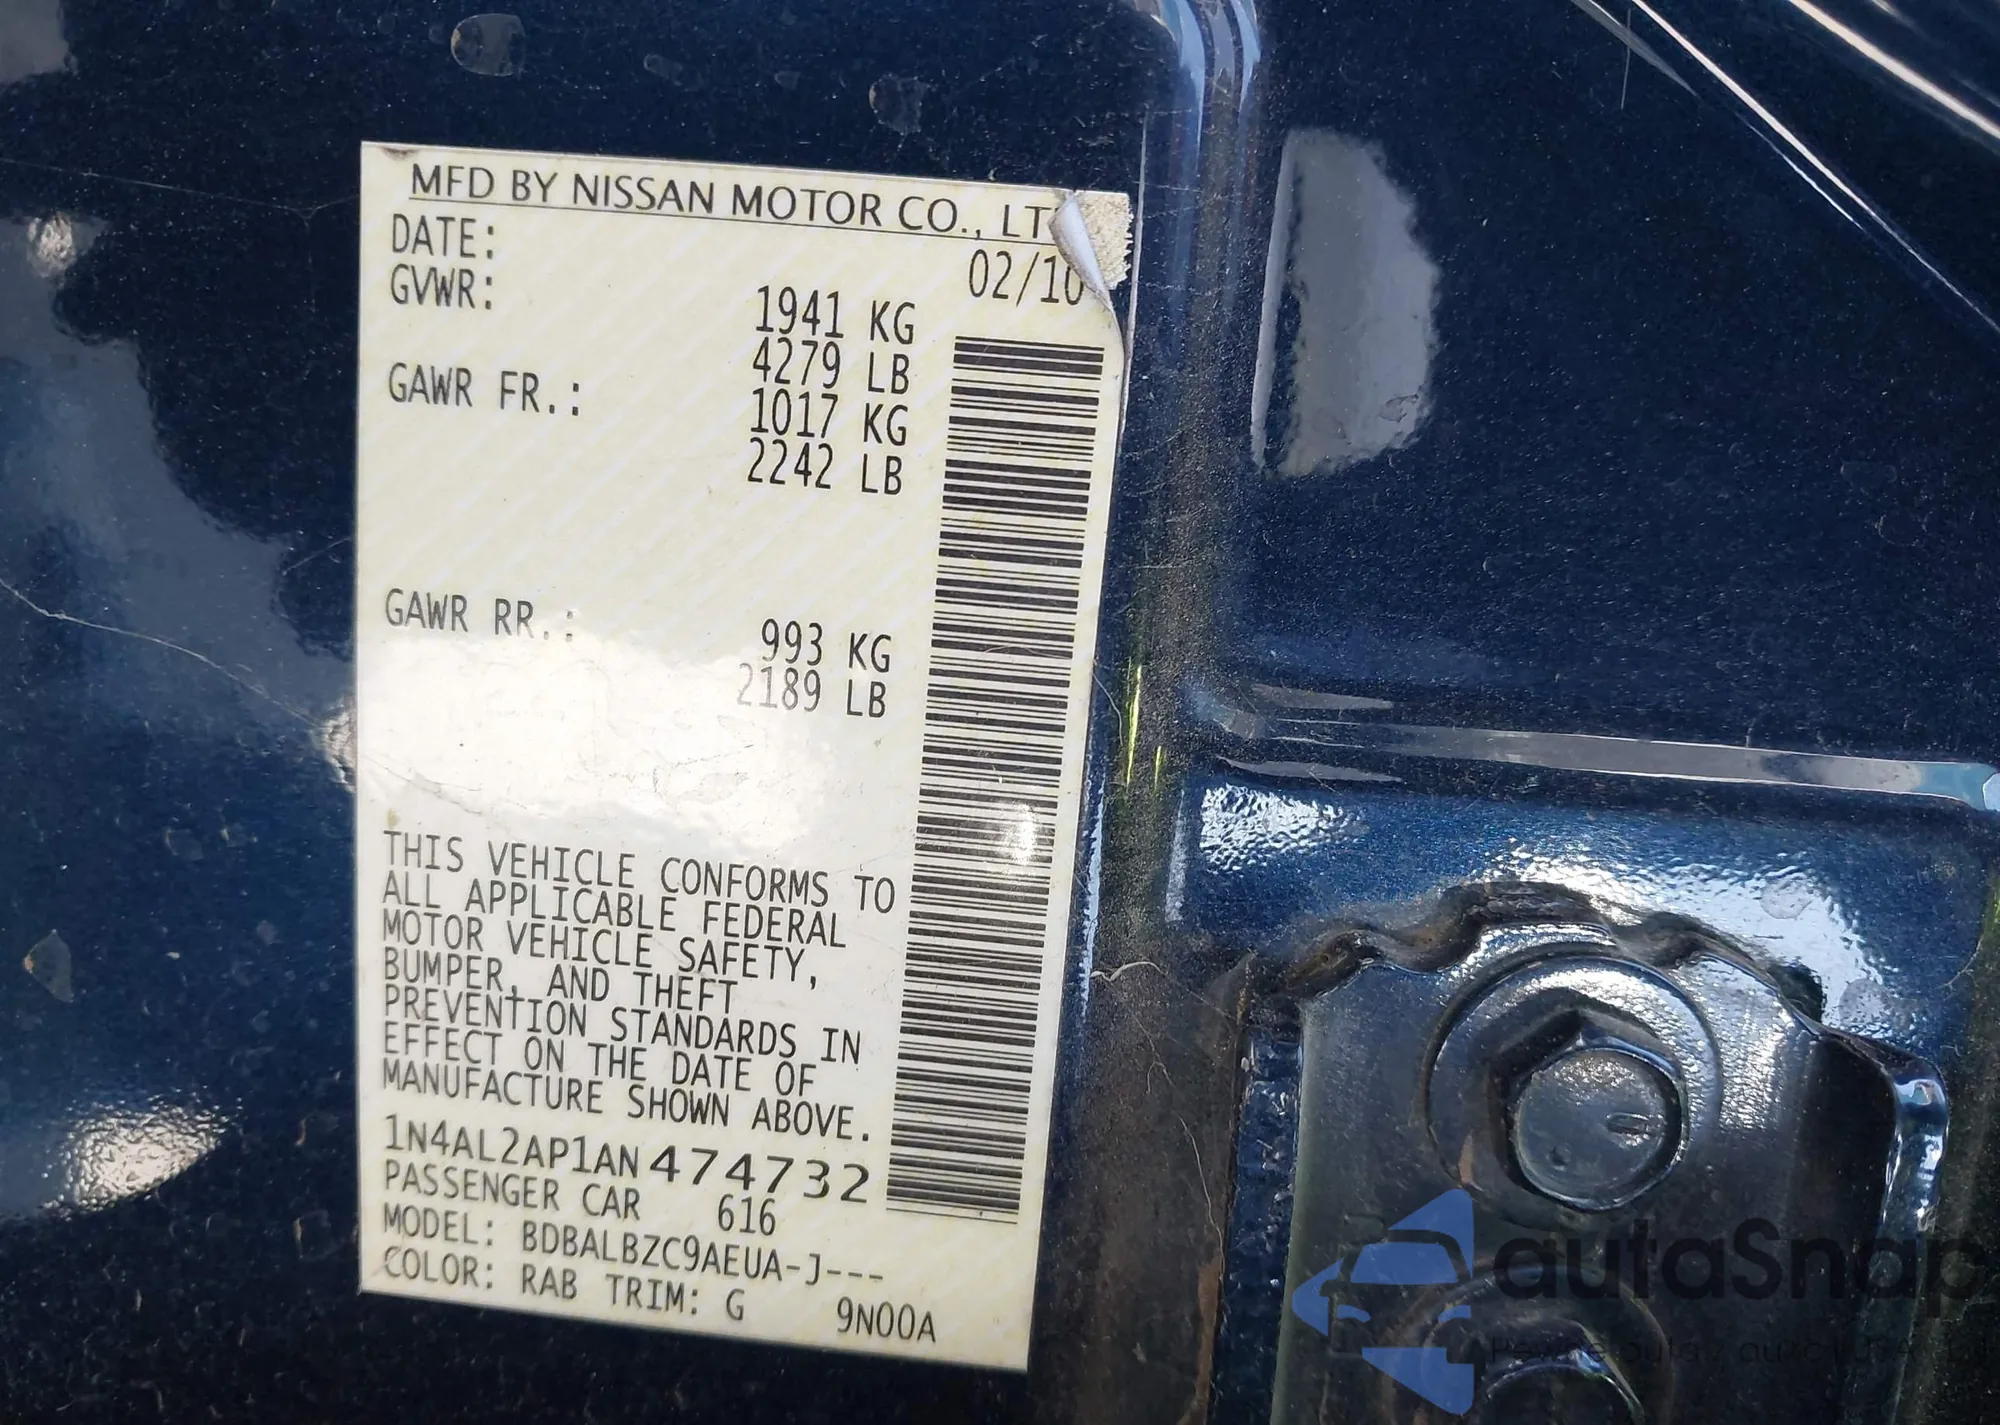 MFD BY NISSAN MOTOR CO., LT
DATE: 02/10
GVWR: 1941 KG
4279 LB
GAWR FR.: 1017 KG
2242 LB
GAWR RR.: 993 KG
2189 LB
THIS VEHICLE CONFORMS TO
ALL APPLICABLE FEDERAL
MOTOR VEHICLE SAFETY,
BUMPER, AND THEFT
PREVENTION STANDARDS IN
EFFECT ON THE DATE OF
MANUFACTURE SHOWN ABOVE.
1N4AL2AP1AN474732
PASSENGER CAR 616
MODEL: BDBALBZC9AEUA-J---
COLOR: RAB TRIM: G 9N00A
autaSnap